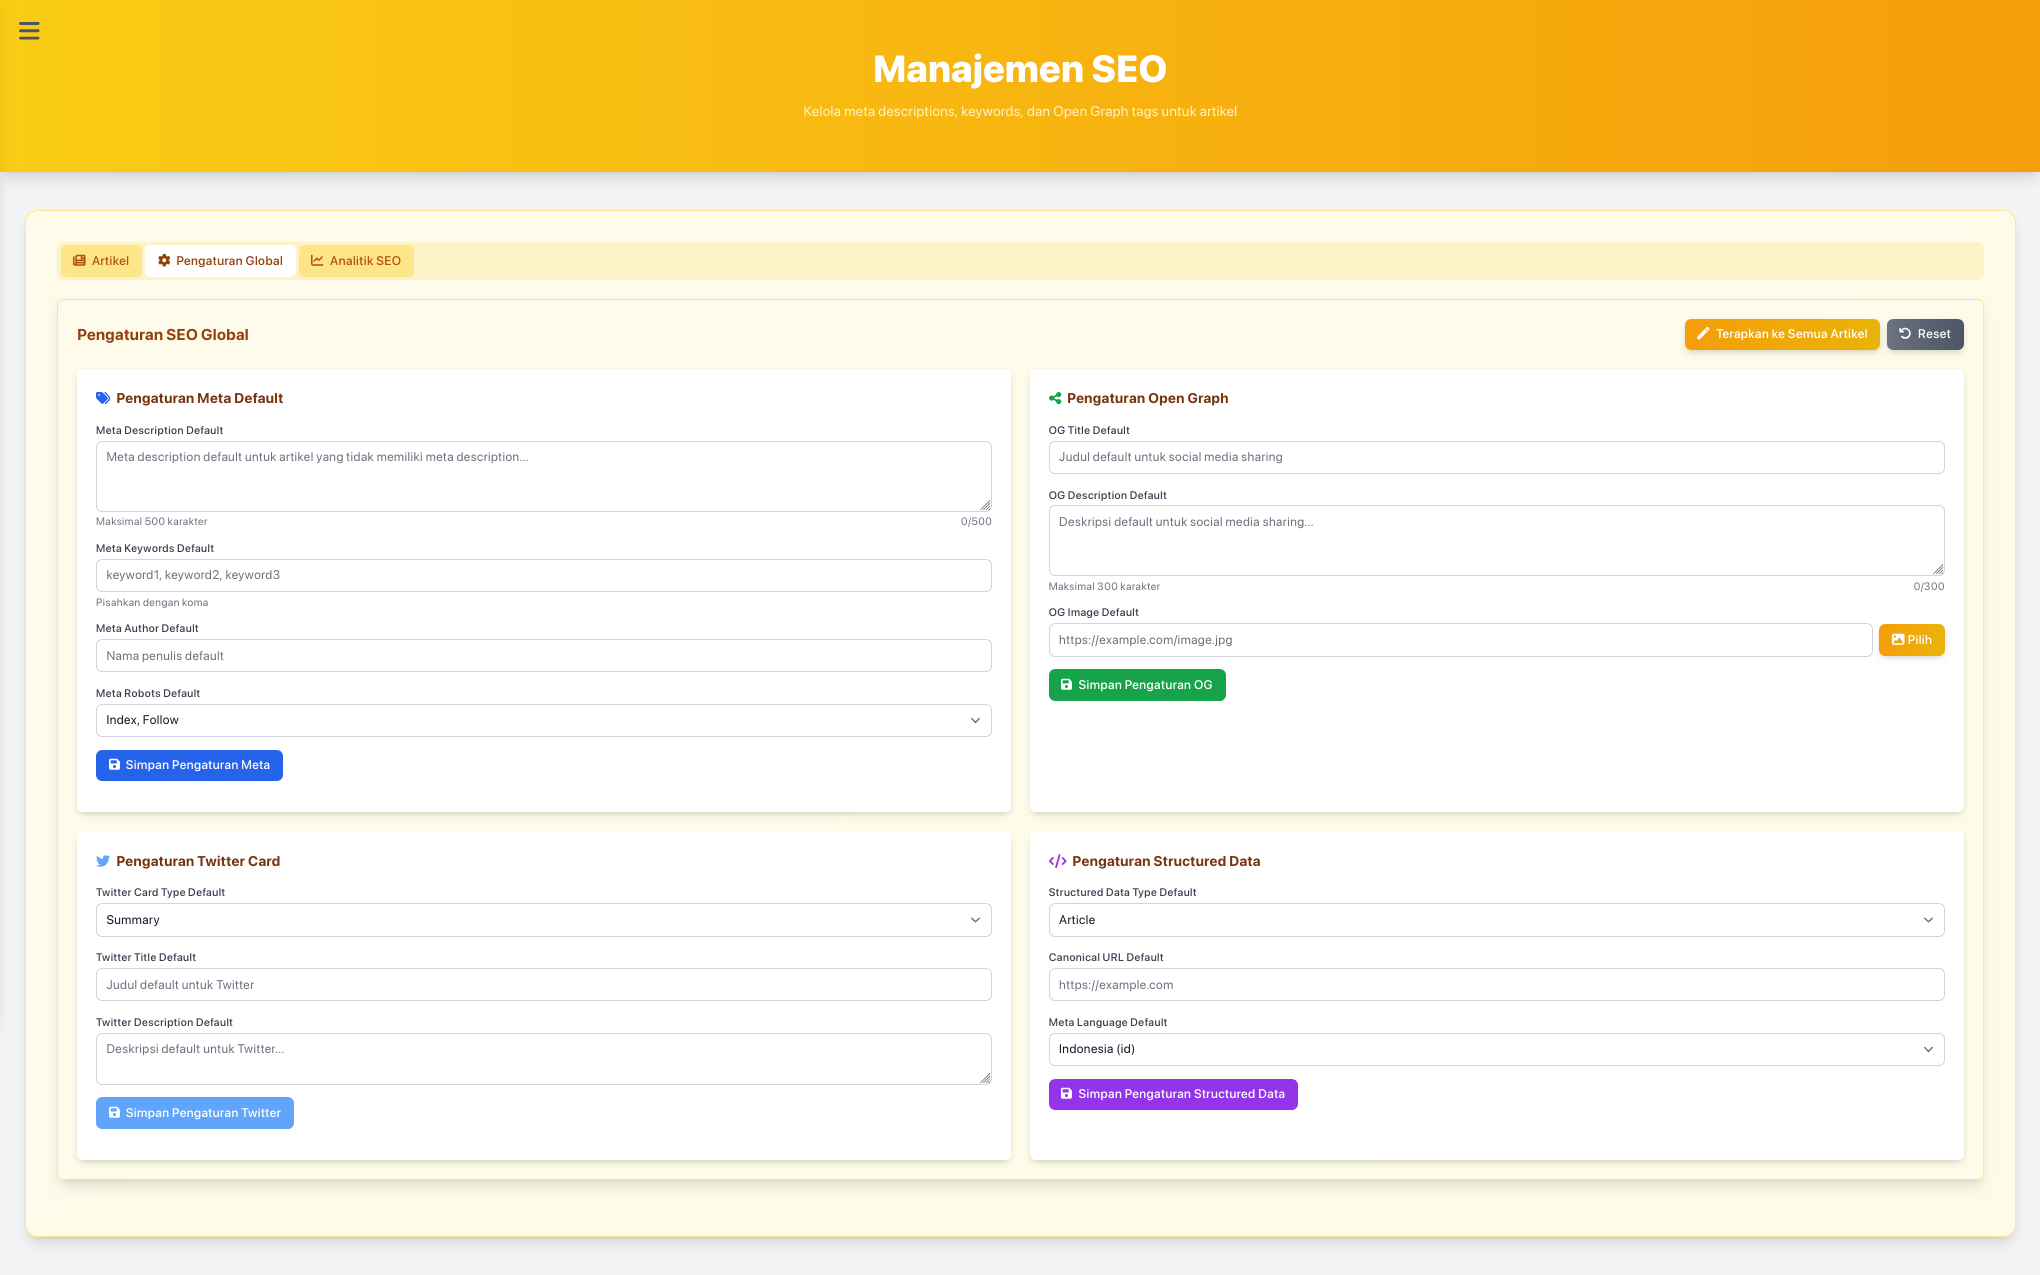 Manajemen SEO
Kelola meta descriptions, keywords, dan Open Graph tags untuk artikel
Artikel
Pengaturan Global
Analitik SEO
Pengaturan SEO Global
Terapkan ke Semua Artikel
Reset
Pengaturan Meta Default
Meta Description Default
Meta description default untuk artikel yang tidak memiliki meta description...
Maksimal 500 karakter
0/500
Meta Keywords Default
keyword1, keyword2, keyword3
Pisahkan dengan koma
Meta Author Default
Nama penulis default
Meta Robots Default
Index, Follow
Simpan Pengaturan Meta
Pengaturan Open Graph
OG Title Default
Judul default untuk social media sharing
OG Description Default
Deskripsi default untuk social media sharing...
Maksimal 300 karakter
0/300
OG Image Default
https://example.com/image.jpg
Pilih
Simpan Pengaturan OG
Pengaturan Twitter Card
Twitter Card Type Default
Summary
Twitter Title Default
Judul default untuk Twitter
Twitter Description Default
Deskripsi default untuk Twitter...
Simpan Pengaturan Twitter
Pengaturan Structured Data
Structured Data Type Default
Article
Canonical URL Default
https://example.com
Meta Language Default
Indonesia (id)
Simpan Pengaturan Structured Data